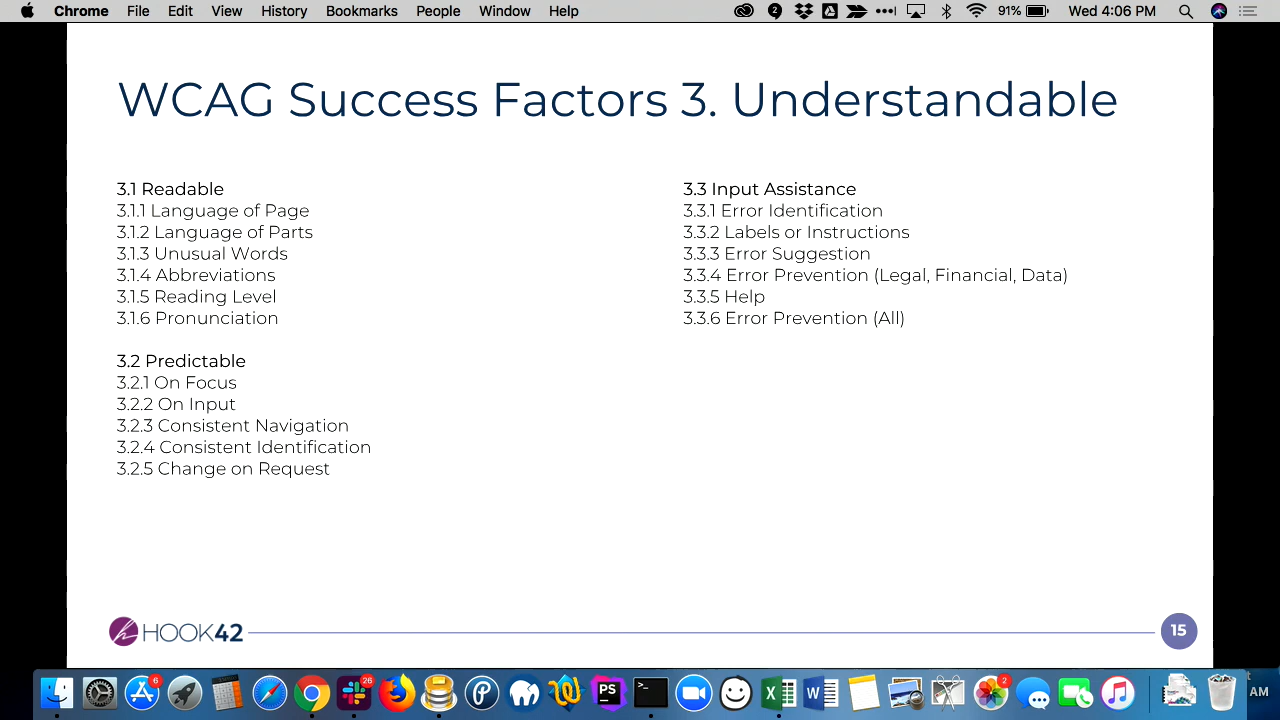 Chrome File Edit View History Bookmarks People Window Help
2
91%
Wed 4:06 PM
WCAG Success Factors 3. Understandable
3.1 Readable
3.1.1 Language of Page
3.1.2 Language of Parts
3.1.3 Unusual Words
3.1.4 Abbreviations
3.1.5 Reading Level
3.1.6 Pronunciation
3.2 Predictable
3.2.1 On Focus
3.2.2 On Input
3.2.3 Consistent Navigation
3.2.4 Consistent Identification
3.2.5 Change on Request
3.3 Input Assistance
3.3.1 Error Identification
3.3.2 Labels or Instructions
3.3.3 Error Suggestion
3.3.4 Error Prevention (Legal, Financial, Data)
3.3.5 Help
3.3.6 Error Prevention (All)
HOOK42
15
6
26
PS
2
AM